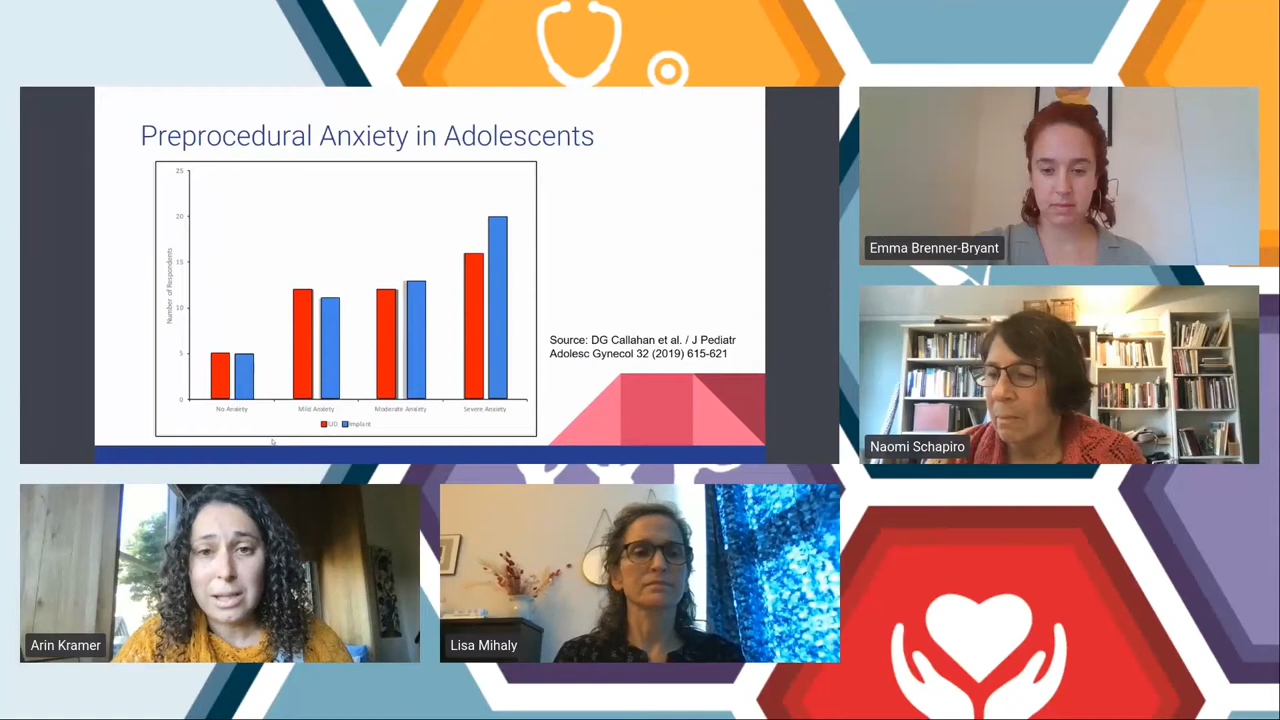 Preprocedural Anxiety in Adolescents
25
20
15
10
5
0
Number of Respondents
No Anxiety
Mild Anxiety
Moderate Anxiety
Severe Anxiety
IUD
Implant
Source: DG Callahan et al. / J Pediatr
Adolesc Gynecol 32 (2019) 615-621
Emma Brenner-Bryant
Naomi Schapiro
Arin Kramer
Lisa Mihaly